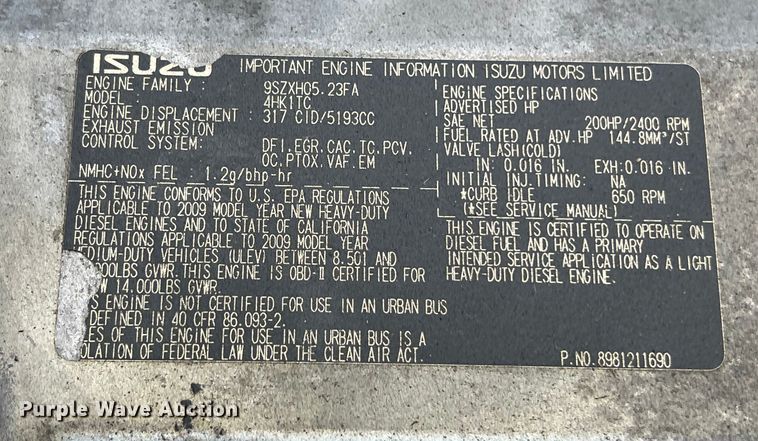 ISUZU IMPORTANT ENGINE INFORMATION ISUZU MOTORS LIMITED
ENGINE FAMILY : 9SZXH05.23FA
MODEL : 4HK1TC
ENGINE DISPLACEMENT : 317 CID/5193CC
EXHAUST EMISSION
CONTROL SYSTEM: DFI.EGR.CAC.TC.PCV.
OC.PTOX.VAF.EM
NMHC+NOx FEL : 1.2g/bhp-hr
THIS ENGINE CONFORMS TO U.S. EPA REGULATIONS
APPLICABLE TO 2009 MODEL YEAR NEW HEAVY-DUTY
DIESEL ENGINES AND TO STATE OF CALIFORNIA
REGULATIONS APPLICABLE TO 2009 MODEL YEAR
MEDIUM-DUTY VEHICLES (ULEV) BETWEEN 8.501 AND
000LBS GVWR.THIS ENGINE IS OBD-II CERTIFIED FOR
W 14.000LBS GVWR.
S ENGINE IS NOT CERTIFIED FOR USE IN AN URBAN BUS
DEFINED IN 40 CFR 86.093-2.
LES OF THIS ENGINE FOR USE IN AN URBAN BUS IS A
OLATION OF FEDERAL LAW UNDER THE CLEAN AIR ACT.
ENGINE SPECIFICATIONS
ADVERTISED HP
SAE NET 200HP/2400 RPM
FUEL RATED AT ADV.HP 144.8MM³/ST
VALVE LASH(COLD)
IN: 0.016 IN. EXH:0.016 IN.
INITIAL INJ.TIMING: NA
*CURB IDLE 650 RPM
(*SEE SERVICE MANUAL)
THIS ENGINE IS CERTIFIED TO OPERATE ON
DIESEL FUEL AND HAS A PRIMARY
INTENDED SERVICE APPLICATION AS A LIGHT
HEAVY-DUTY DIESEL ENGINE.
P.NO.8981211690
Purple Wave Auction